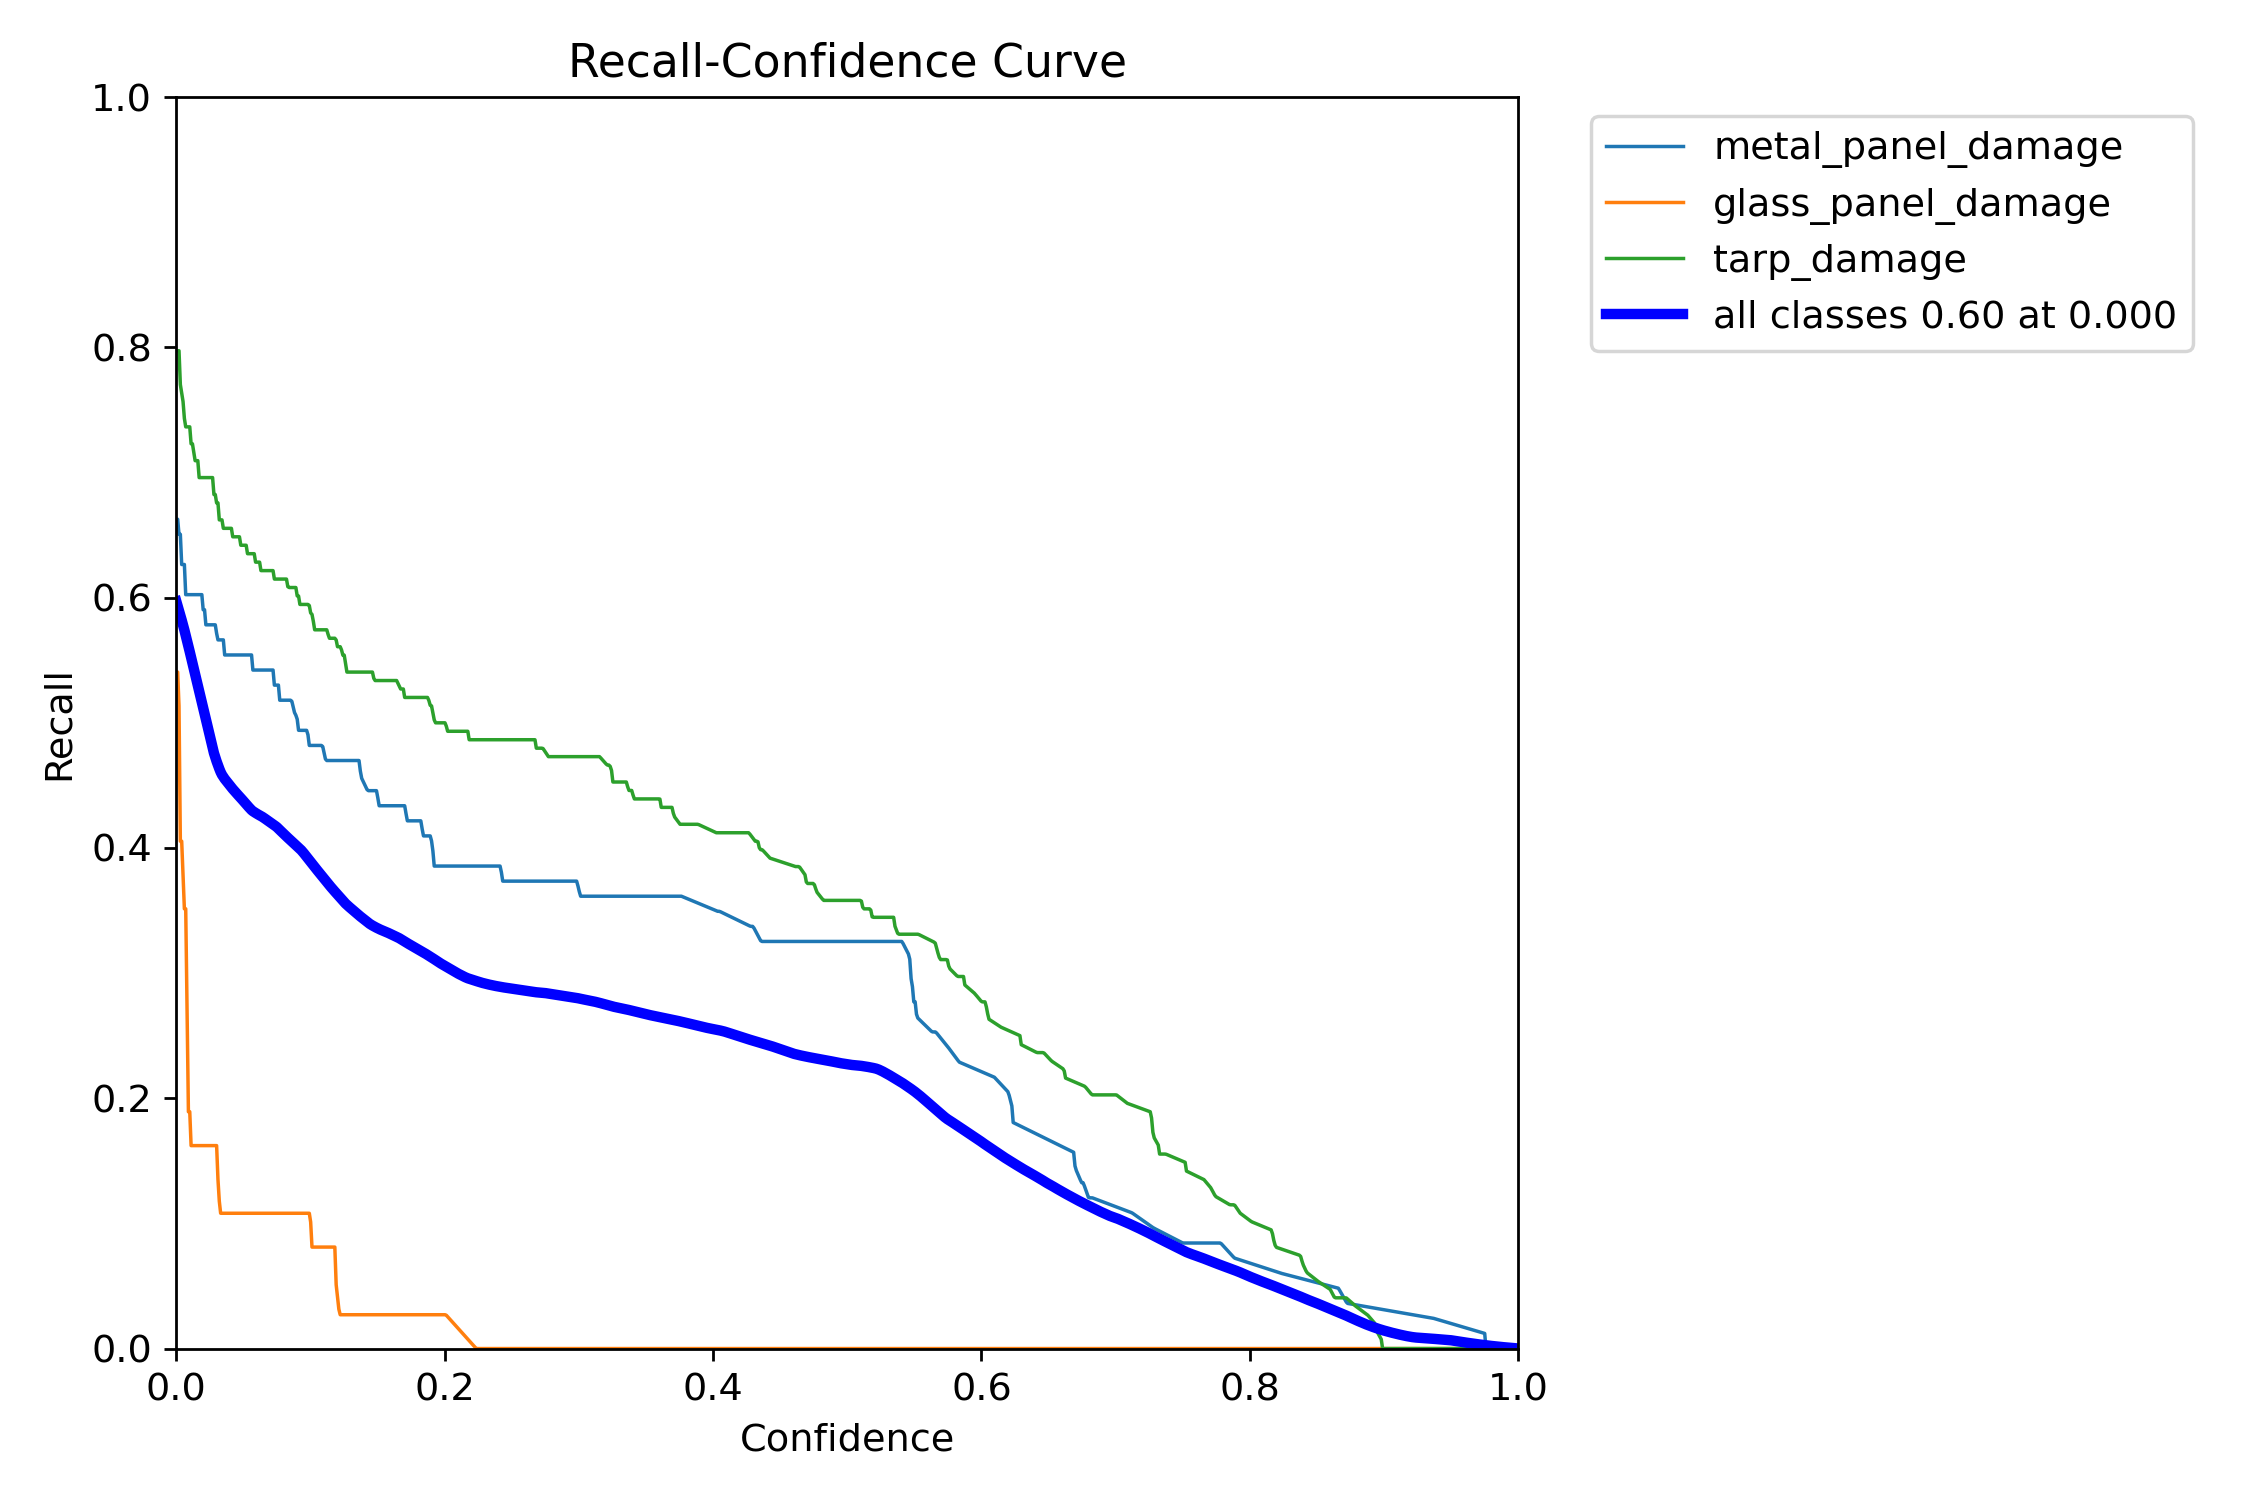 Recall-Confidence Curve
1.0
0.8
0.6
0.4
0.2
0.0
Recall
0.0 0.2 0.4 0.6 0.8 1.0
Confidence
metal_panel_damage
glass_panel_damage
tarp_damage
all classes 0.60 at 0.000